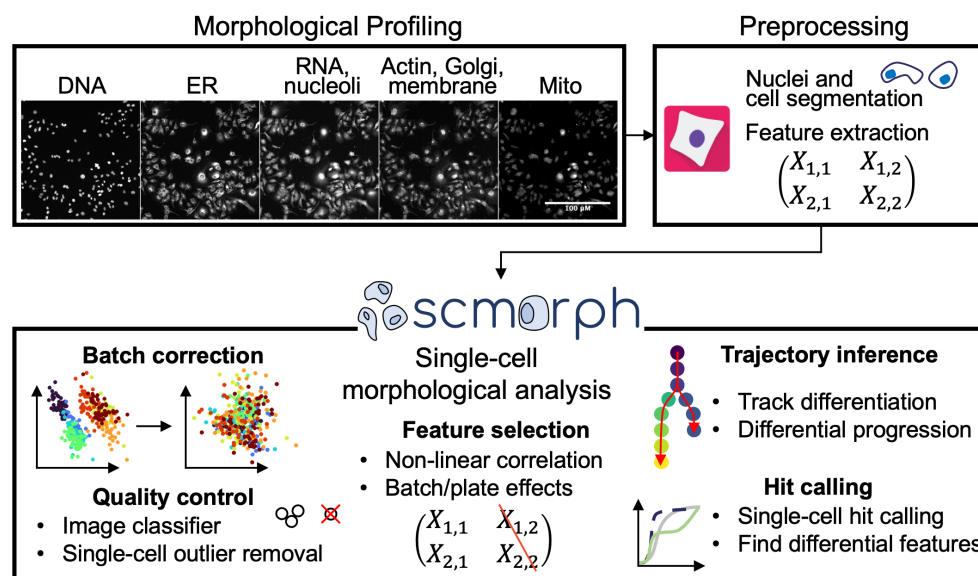 Morphological Profiling
DNA
ER
RNA,
nucleoli
Actin, Golgi,
membrane
Mito
100 µM
Preprocessing
Nuclei and
cell segmentation
Feature extraction
X1,1 X1,2
X2,1 X2,2
scmorph
Single-cell
morphological analysis
Batch correction
Quality control
• Image classifier
• Single-cell outlier removal
Feature selection
• Non-linear correlation
• Batch/plate effects
X1,1 X1,2
X2,1 X2,2
Trajectory inference
• Track differentiation
• Differential progression
Hit calling
• Single-cell hit calling
• Find differential features